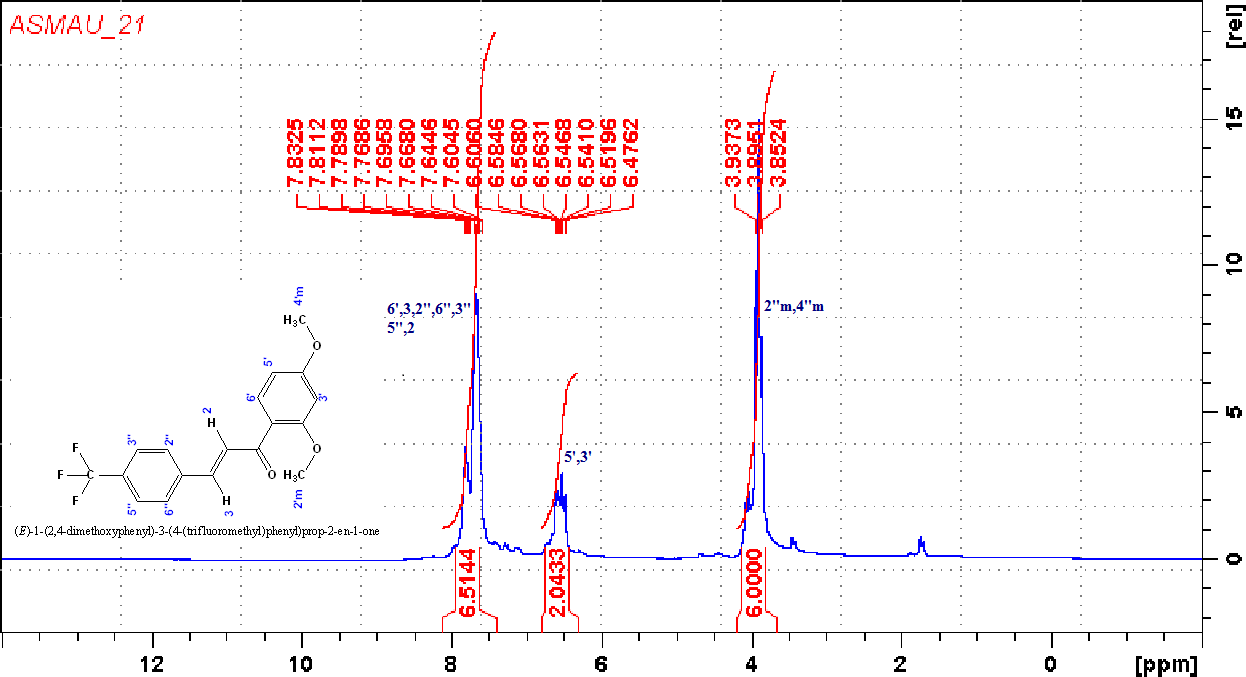 ASMAU_21
[rel]
7.8325
7.8112
7.7898
7.7686
7.6958
7.6680
7.6446
7.6045
6.6060
6.5846
6.5680
6.5631
6.5468
6.5410
6.5196
6.4762
3.9373
3.8951
3.8524
15
10
5
0
6',3,2'',6'',3''
5'',2
2''m,4''m
5',3'
4'm
H₃C
O
5'
6'
3'
2
H
O
O
CH₃
2'm
3''
2''
F
F
C
F
5''
6''
H
3
(E)-1-(2,4-dimethoxyphenyl)-3-(4-(trifluoromethyl)phenyl)prop-2-en-1-one
6.5144
2.0433
6.0000
12 10 8 6 4 2 0 [ppm]